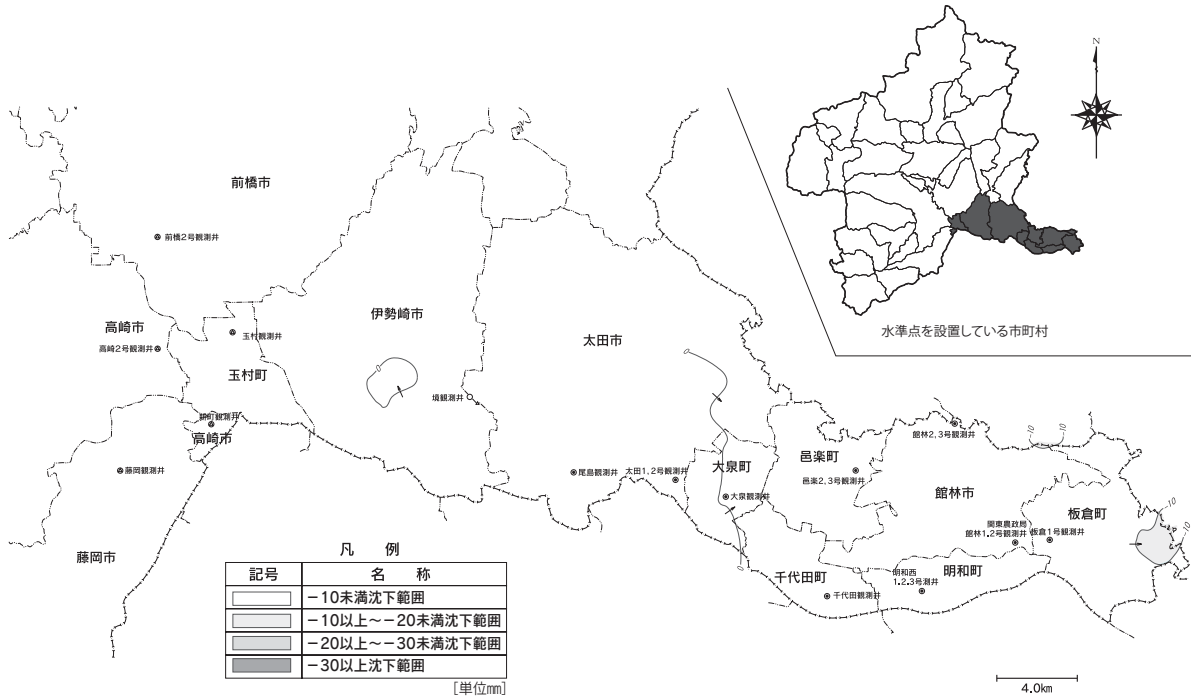 N
水準点を設置している市町村
前橋市
前橋2号観測井
高崎市
高崎2号観測井
玉村観測井
玉村町
伊勢崎市
0
境観測井
太田市
0
高崎市
藤岡観測井
藤岡市
尾島観測井
太田1,2号観測井
大泉町
大泉観測井
0
邑楽町
邑楽2,3号観測井
館林2,3号観測井
-10
-10
館林市
関東農政局
館林1.2号観測井
板倉町
板倉1号観測井
-10
-10
千代田町
千代田観測井
明和西
1.2.3号測井
明和町
凡　例
記号 名　称
−10未満沈下範囲
−10以上～−20未満沈下範囲
−20以上～−30未満沈下範囲
−30以上沈下範囲
[単位mm]
4.0km